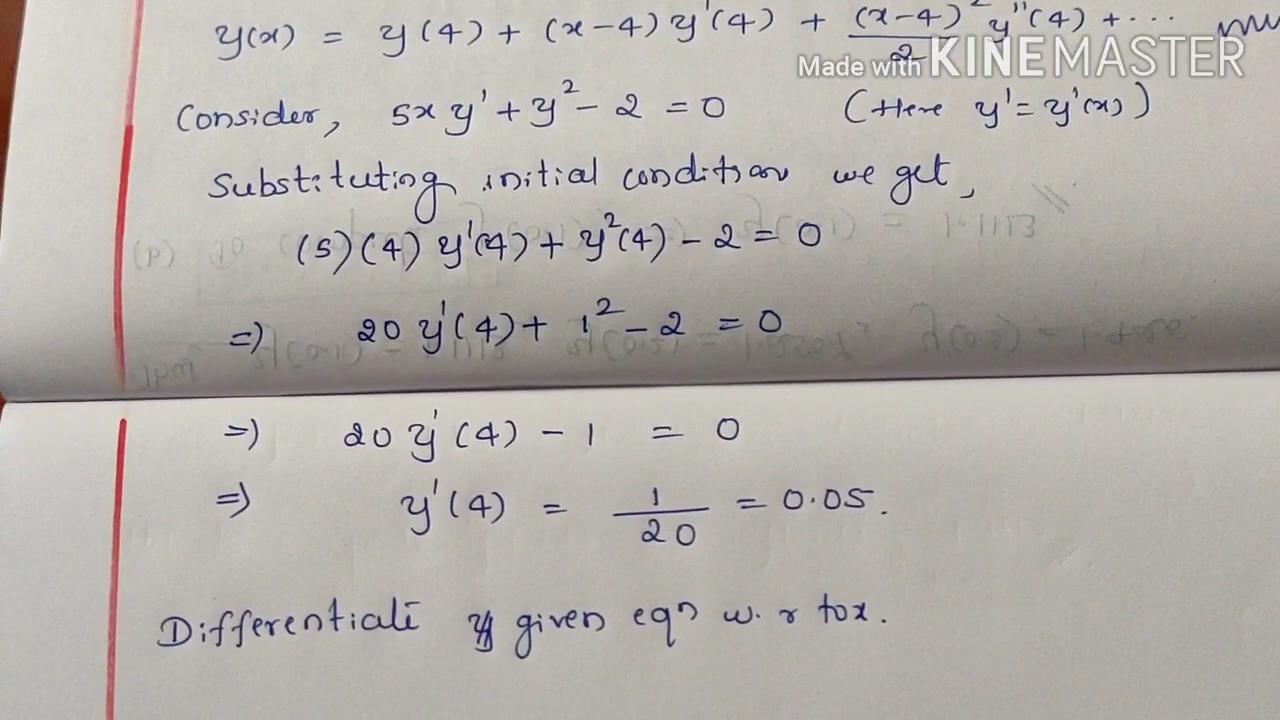 y(x) = y(4) + (x-4) y'(4) + (x-4)²/2 y''(4) + ...
Made with KINEMASTER
Consider, 5x y' + y² - 2 = 0 (Here y' = y'(x))
Substituting initial condition we get,
(5)(4) y'(4) + y²(4) - 2 = 0
=) 20 y'(4) + 1² - 2 = 0
=) 20 y'(4) - 1 = 0
=) y'(4) = 1/20 = 0.05.
Differentiate given eqn w.r to x.